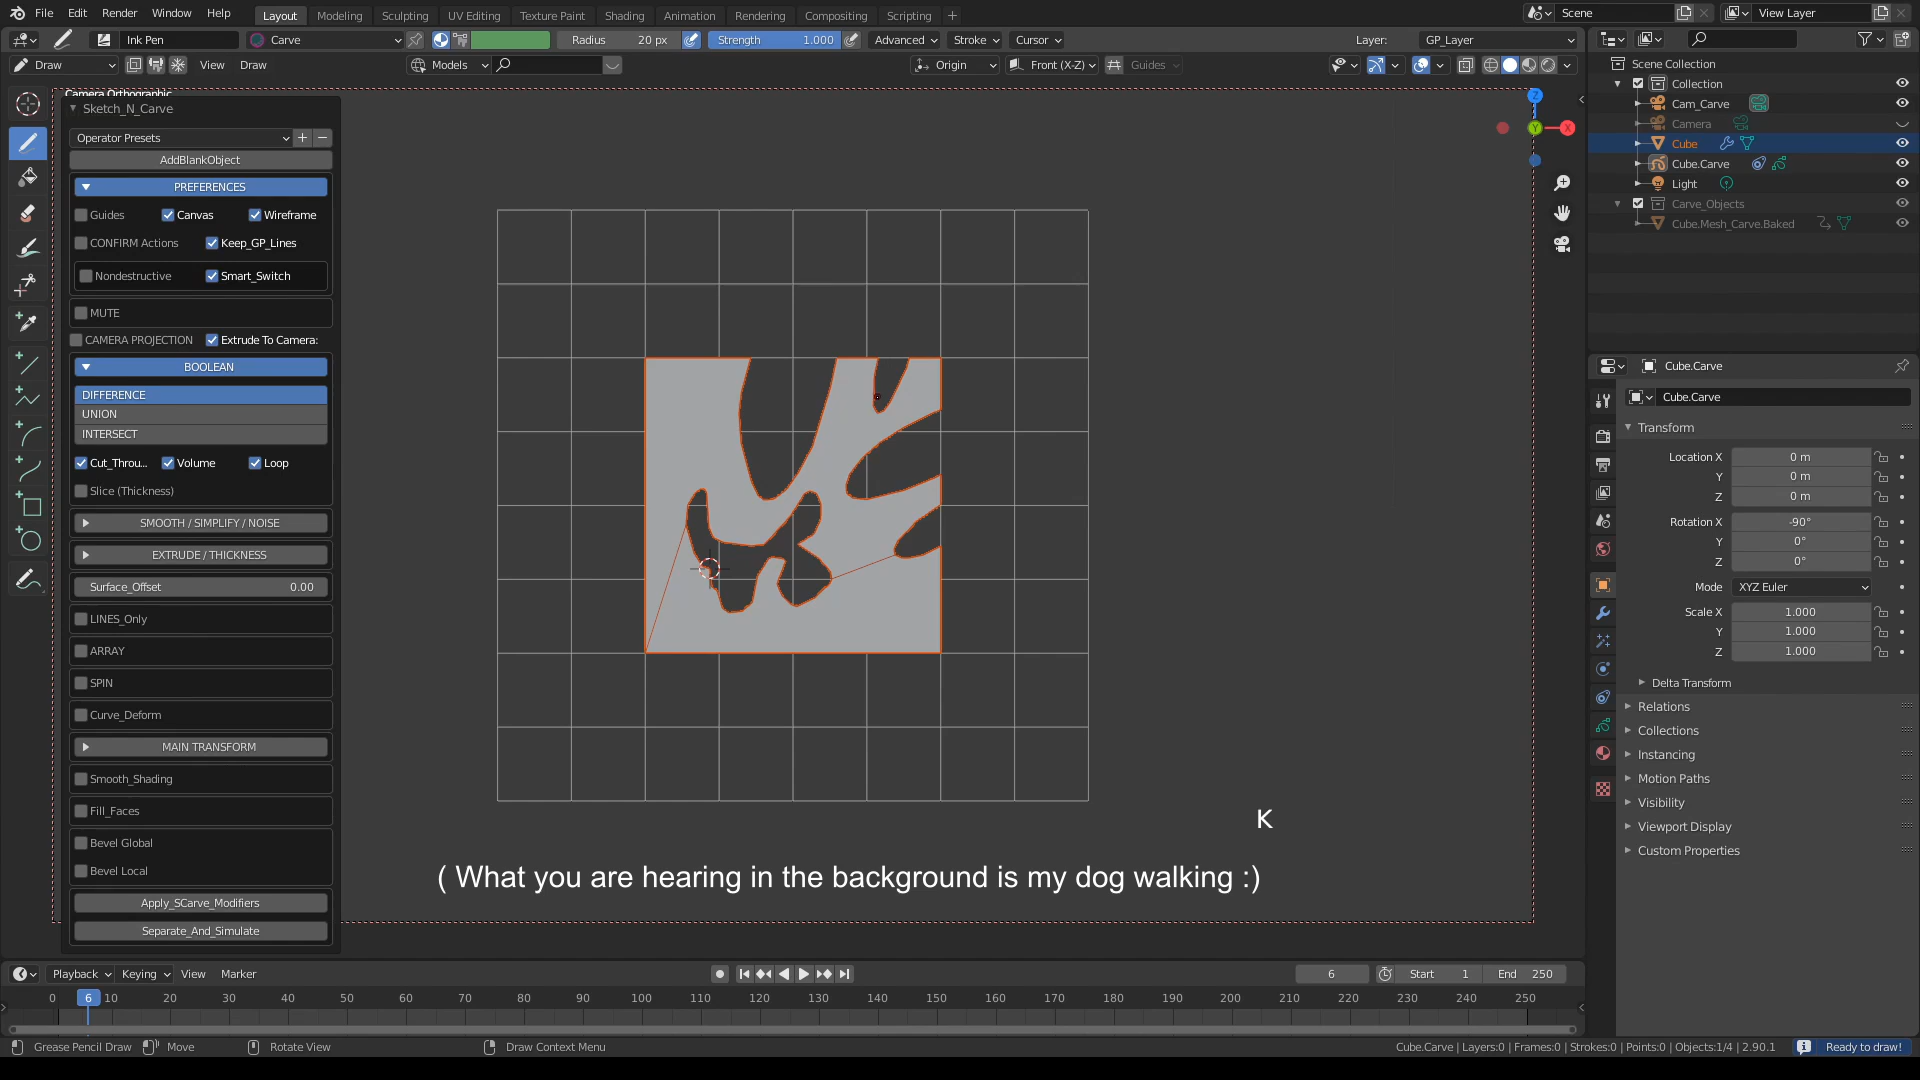 File Edit Render Window Help Layout Modeling Sculpting UV Editing Texture Paint Shading Animation Rendering Compositing Scripting + Scene View Layer
Ink Pen Carve Radius 20 px Strength 1.000 Advanced Stroke Cursor Layer: GP_Layer
Draw View Draw Models Origin Front (X-Z) Guides
Camera Orthographic
Sketch_N_Carve
Operator Presets
AddBlankObject
PREFERENCES
Guides Canvas Wireframe
CONFIRM Actions Keep_GP_Lines
Nondestructive Smart_Switch
MUTE
CAMERA PROJECTION Extrude To Camera:
BOOLEAN
DIFFERENCE
UNION
INTERSECT
Cut_Throu... Volume Loop
Slice (Thickness)
SMOOTH / SIMPLIFY / NOISE
EXTRUDE / THICKNESS
Surface_Offset 0.00
LINES_Only
ARRAY
SPIN
Curve_Deform
MAIN TRANSFORM
Smooth_Shading
Fill_Faces
Bevel Global
Bevel Local
Apply_SCarve_Modifiers
Separate_And_Simulate
Z
Y X
K
( What you are hearing in the background is my dog walking :)
Scene Collection
Collection
Cam_Carve
Camera
Cube
Cube.Carve
Light
Carve_Objects
Cube.Mesh_Carve.Baked
Cube.Carve
Cube.Carve
Transform
Location X 0 m
Y 0 m
Z 0 m
Rotation X -90°
Y 0°
Z 0°
Mode XYZ Euler
Scale X 1.000
Y 1.000
Z 1.000
Delta Transform
Relations
Collections
Instancing
Motion Paths
Visibility
Viewport Display
Custom Properties
Playback Keying View Marker 6 Start 1 End 250
0 6 10 20 30 40 50 60 70 80 90 100 110 120 130 140 150 160 170 180 190 200 210 220 230 240 250
Grease Pencil Draw Move Rotate View Draw Context Menu Cube.Carve | Layers:0 | Frames:0 | Strokes:0 | Points:0 | Objects:1/4 | 2.90.1 Ready to draw!